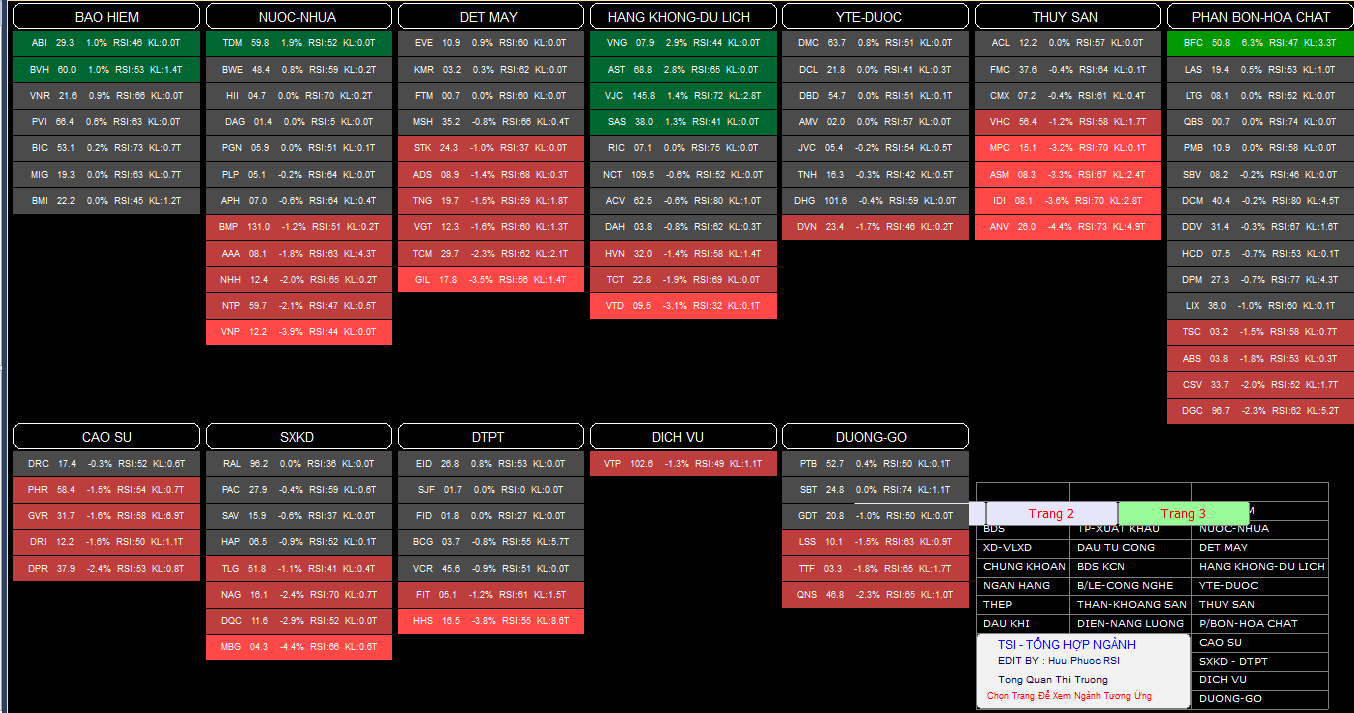 BAO HIEM
ABI 29.3 1.0% RSI:46 KL:0.0T
BVH 60.0 1.0% RSI:53 KL:1.4T
VNR 21.6 0.9% RSI:66 KL:0.0T
PVI 66.4 0.6% RSI:63 KL:0.0T
BIC 53.1 0.2% RSI:73 KL:0.7T
MIG 19.3 0.0% RSI:63 KL:0.7T
BMI 22.2 0.0% RSI:45 KL:1.2T
NUOC-NHUA
TDM 59.8 1.9% RSI:52 KL:0.0T
BWE 48.4 0.8% RSI:59 KL:0.2T
HII 04.7 0.0% RSI:70 KL:0.2T
DAG 01.4 0.0% RSI:5 KL:0.0T
PGN 05.9 0.0% RSI:51 KL:0.1T
PLP 05.1 -0.2% RSI:64 KL:0.0T
APH 07.0 -0.6% RSI:64 KL:0.4T
BMP 131.0 -1.2% RSI:51 KL:0.2T
AAA 08.1 -1.8% RSI:63 KL:4.3T
NHH 12.4 -2.0% RSI:65 KL:0.2T
NTP 59.7 -2.1% RSI:47 KL:0.5T
VNP 12.2 -3.9% RSI:44 KL:0.0T
DET MAY
EVE 10.9 0.9% RSI:60 KL:0.0T
KMR 03.2 0.3% RSI:62 KL:0.0T
FTM 00.7 0.0% RSI:60 KL:0.0T
MSH 35.2 -0.8% RSI:66 KL:0.4T
STK 24.3 -1.0% RSI:37 KL:0.0T
ADS 08.9 -1.4% RSI:68 KL:0.3T
TNG 19.7 -1.5% RSI:59 KL:1.8T
VGT 12.3 -1.6% RSI:60 KL:1.3T
TCM 29.7 -2.3% RSI:62 KL:2.1T
GIL 17.8 -3.5% RSI:56 KL:1.4T
HANG KHONG-DU LICH
VNG 07.9 2.9% RSI:44 KL:0.0T
AST 68.8 2.8% RSI:65 KL:0.0T
VJC 145.8 1.4% RSI:72 KL:2.8T
SAS 38.0 1.3% RSI:41 KL:0.0T
RIC 07.1 0.0% RSI:75 KL:0.0T
NCT 109.5 -0.6% RSI:52 KL:0.0T
ACV 62.5 -0.6% RSI:80 KL:1.0T
DAH 03.8 -0.8% RSI:62 KL:0.3T
HVN 32.0 -1.4% RSI:58 KL:1.4T
TCT 22.8 -1.9% RSI:69 KL:0.0T
VTD 09.5 -3.1% RSI:32 KL:0.1T
YTE-DUOC
DMC 63.7 0.8% RSI:51 KL:0.0T
DCL 21.8 0.0% RSI:41 KL:0.3T
DBD 54.7 0.0% RSI:51 KL:0.1T
AMV 02.0 0.0% RSI:57 KL:0.0T
JVC 05.4 -0.2% RSI:54 KL:0.5T
TNH 16.3 -0.3% RSI:42 KL:0.5T
DHG 101.6 -0.4% RSI:59 KL:0.0T
DVN 23.4 -1.7% RSI:46 KL:0.2T
THUY SAN
ACL 12.2 0.0% RSI:57 KL:0.0T
FMC 37.6 -0.4% RSI:64 KL:0.1T
CMX 07.2 -0.4% RSI:61 KL:0.4T
VHC 56.4 -1.2% RSI:58 KL:1.7T
MPC 15.1 -3.2% RSI:70 KL:0.1T
ASM 08.3 -3.3% RSI:67 KL:2.4T
IDI 08.1 -3.6% RSI:70 KL:2.8T
ANV 26.0 -4.4% RSI:73 KL:4.9T
PHAN BON-HOA CHAT
BFC 50.8 6.3% RSI:47 KL:3.3T
LAS 19.4 0.5% RSI:53 KL:1.0T
LTG 08.1 0.0% RSI:52 KL:0.0T
QBS 00.7 0.0% RSI:74 KL:0.0T
PMB 10.9 0.0% RSI:58 KL:0.0T
SBV 08.2 -0.2% RSI:46 KL:0.0T
DCM 40.4 -0.2% RSI:80 KL:4.5T
DDV 31.4 -0.3% RSI:67 KL:1.6T
HCD 07.5 -0.7% RSI:53 KL:0.1T
DPM 27.3 -0.7% RSI:77 KL:4.3T
LIX 36.0 -1.0% RSI:60 KL:0.1T
TSC 03.2 -1.5% RSI:58 KL:0.7T
ABS 03.8 -1.8% RSI:53 KL:0.3T
CSV 33.7 -2.0% RSI:52 KL:1.7T
DGC 96.7 -2.3% RSI:62 KL:5.2T
CAO SU
DRC 17.4 -0.3% RSI:52 KL:0.6T
PHR 58.4 -1.5% RSI:54 KL:0.7T
GVR 31.7 -1.6% RSI:58 KL:6.9T
DRI 12.2 -1.6% RSI:50 KL:1.1T
DPR 37.9 -2.4% RSI:53 KL:0.8T
SXKD
RAL 96.2 0.0% RSI:36 KL:0.0T
PAC 27.9 -0.4% RSI:59 KL:0.6T
SAV 15.9 -0.6% RSI:37 KL:0.0T
HAP 06.5 -0.9% RSI:52 KL:0.1T
TLG 51.8 -1.1% RSI:41 KL:0.4T
NAG 16.1 -2.4% RSI:70 KL:0.7T
DQC 11.6 -2.9% RSI:52 KL:0.0T
MBG 04.3 -4.4% RSI:66 KL:0.6T
DTPT
EID 26.8 0.8% RSI:53 KL:0.0T
SJF 01.7 0.0% RSI:0 KL:0.0T
FID 01.8 0.0% RSI:27 KL:0.0T
BCG 03.7 -0.8% RSI:55 KL:5.7T
VCR 45.6 -0.9% RSI:51 KL:0.0T
FIT 05.1 -1.2% RSI:61 KL:1.5T
HHS 16.5 -3.8% RSI:55 KL:8.6T
DICH VU
VTP 102.6 -1.3% RSI:49 KL:1.1T
DUONG-GO
PTB 52.7 0.4% RSI:50 KL:0.1T
SBT 24.8 0.0% RSI:74 KL:1.1T
GDT 20.8 -1.0% RSI:50 KL:0.0T
LSS 10.1 -1.5% RSI:63 KL:0.9T
TTF 03.3 -1.8% RSI:65 KL:1.7T
QNS 46.8 -2.3% RSI:65 KL:1.0T
Trang 2 Trang 3
BDS TP-XUAT KHAU NUOC-NHUA
XD-VLXD DAU TU CONG DET MAY
CHUNG KHOAN BDS KCN HANG KHONG-DU LICH
NGAN HANG B/LE-CONG NGHE YTE-DUOC
THEP THAN-KHOANG SAN THUY SAN
DAU KHI DIEN-NANG LUONG P/BON-HOA CHAT
CAO SU
SXKD - DTPT
DICH VU
DUONG-GO
TSI - TỔNG HỢP NGÀNH
EDIT BY : Huu Phuoc RSI
Tong Quan Thi Truong
Chọn Trang Để Xem Ngành Tương Ứng